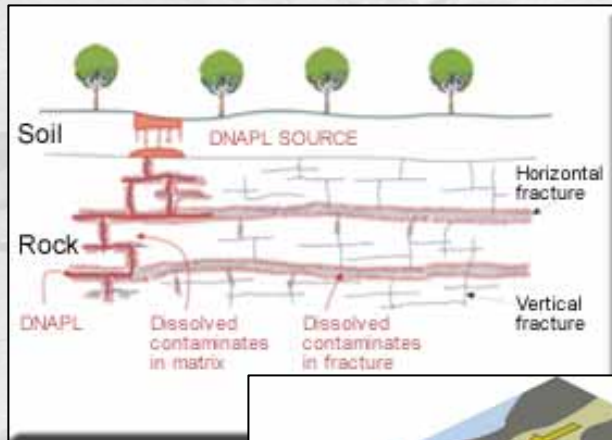 Soil
DNAPL SOURCE
Horizontal
fracture
Rock
Vertical
fracture
DNAPL
Dissolved
contaminates
in matrix
Dissolved
contaminates
in fracture